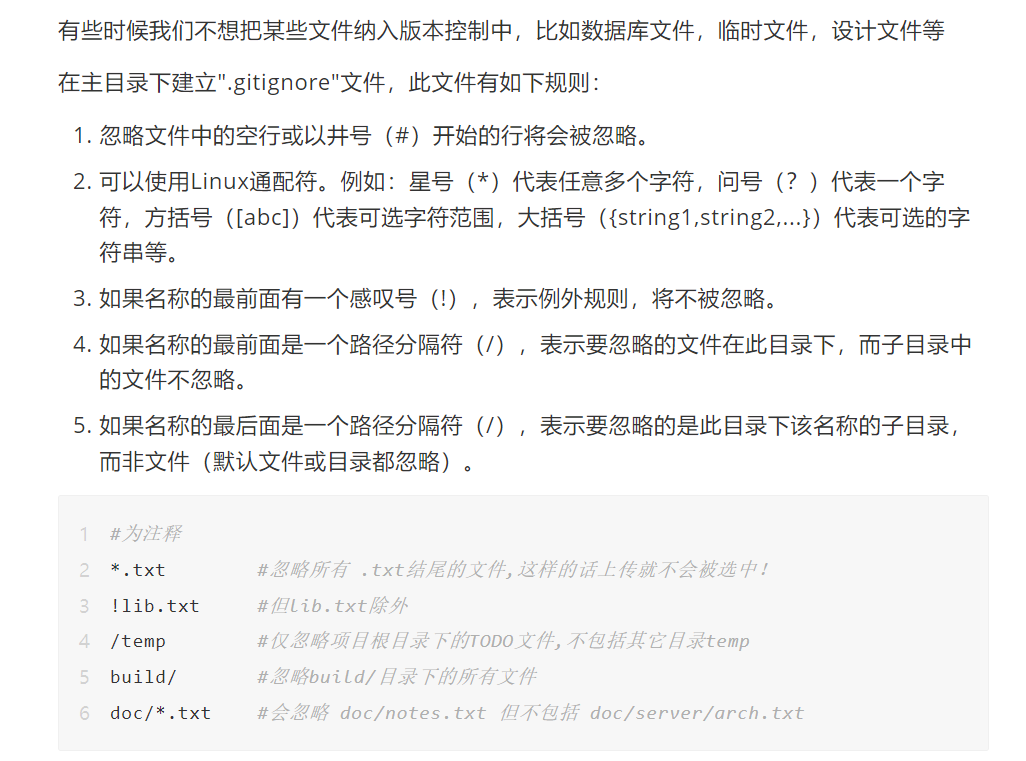 有些时候我们不想把某些文件纳入版本控制中，比如数据库文件，临时文件，设计文件等
在主目录下建立".gitignore"文件，此文件有如下规则：
1. 忽略文件中的空行或以井号（#）开始的行将会被忽略。
2. 可以使用Linux通配符。例如：星号（*）代表任意多个字符，问号（？）代表一个字
符，方括号（[abc]）代表可选字符范围，大括号（{string1,string2,...}）代表可选的字
符串等。
3. 如果名称的最前面有一个感叹号（!），表示例外规则，将不被忽略。
4. 如果名称的最前面是一个路径分隔符（/），表示要忽略的文件在此目录下，而子目录中
的文件不忽略。
5. 如果名称的最后面是一个路径分隔符（/），表示要忽略的是此目录下该名称的子目录，
而非文件（默认文件或目录都忽略）。
1 #为注释
2 *.txt #忽略所有 .txt结尾的文件,这样的话上传就不会被选中！
3 !lib.txt #但lib.txt除外
4 /temp #仅忽略项目根目录下的TODO文件,不包括其它目录temp
5 build/ #忽略build/目录下的所有文件
6 doc/*.txt #会忽略 doc/notes.txt 但不包括 doc/server/arch.txt